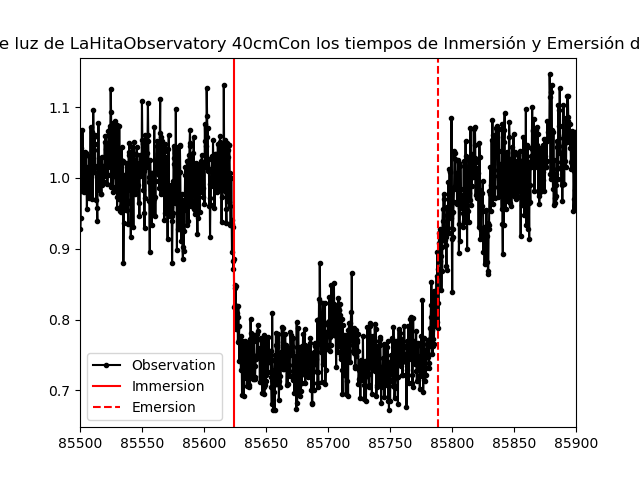 e luz de LaHitaObservatory 40cmCon los tiempos de Inmersión y Emersión d
1.1
1.0
0.9
0.8
0.7
Observation
Immersion
Emersion
85500 85550 85600 85650 85700 85750 85800 85850 85900